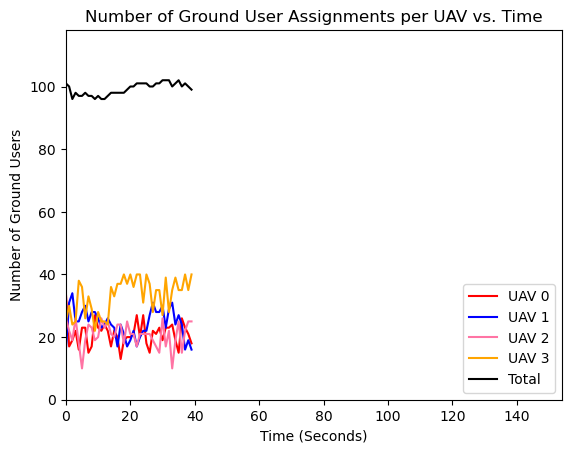 Number of Ground User Assignments per UAV vs. Time
Number of Ground Users
100
80
60
40
20
0
0 20 40 60 80 100 120 140
Time (Seconds)
UAV 0
UAV 1
UAV 2
UAV 3
Total